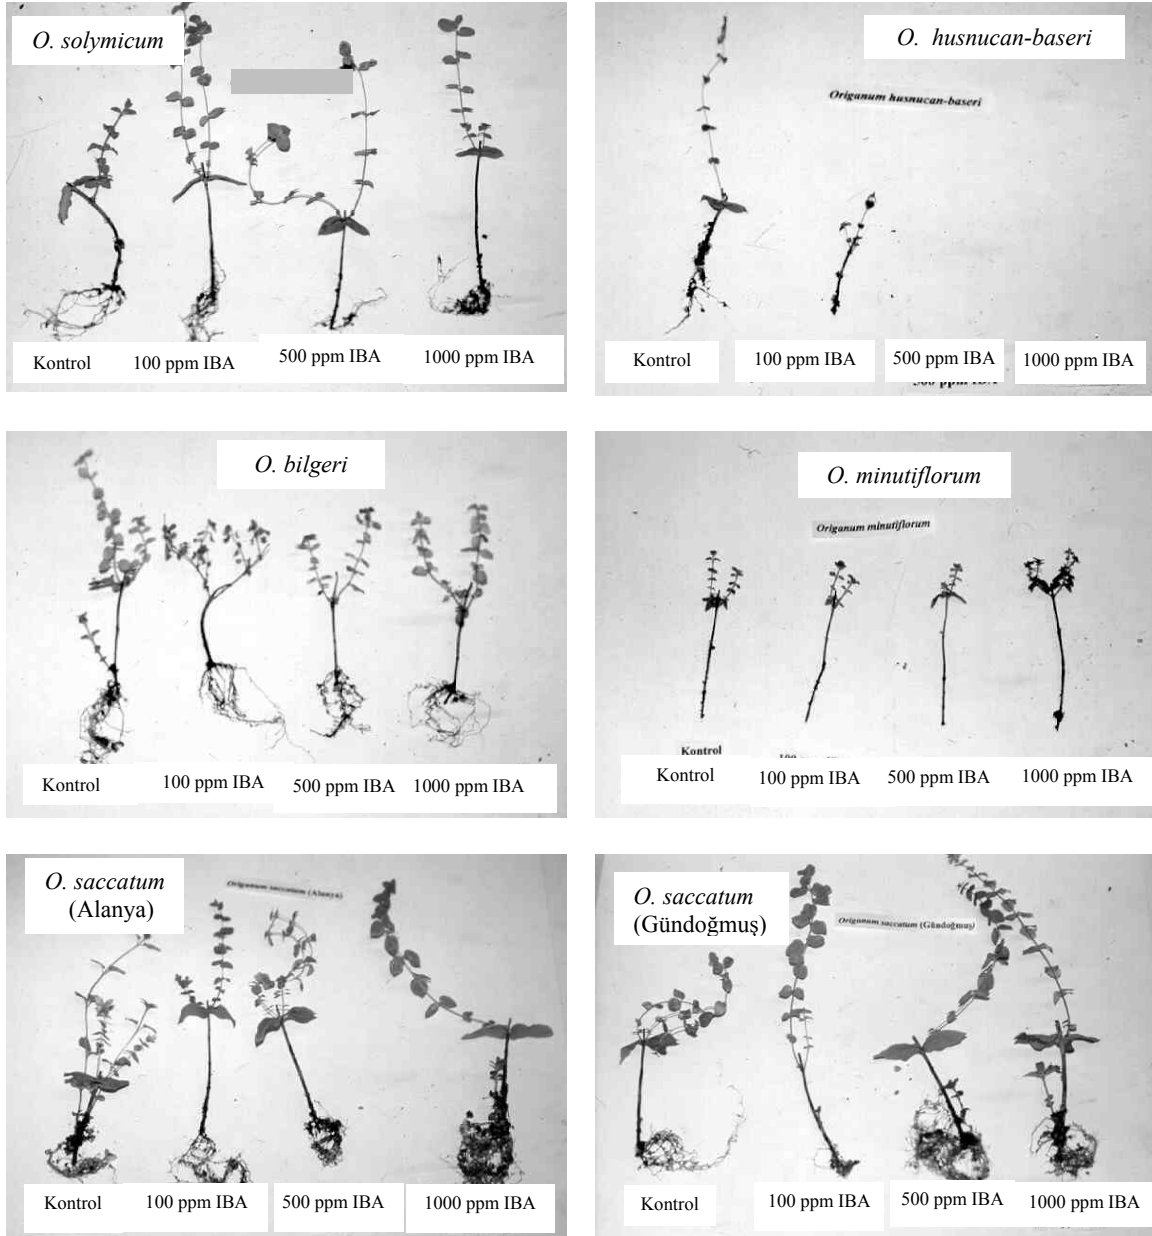 O. solymicum
Kontrol
100 ppm IBA
500 ppm IBA
1000 ppm IBA
O. husnucan-baseri
Origanum husnucan-baseri
Kontrol
100 ppm IBA
500 ppm IBA
1000 ppm IBA
500 ppm IBA
O. bilgeri
Kontrol
100 ppm IBA
500 ppm IBA
1000 ppm IBA
O. minutiflorum
Origanum minutiflorum
Kontrol
Kontrol
100 ppm IBA
500 ppm IBA
1000 ppm IBA
O. saccatum
(Alanya)
Origanum saccatum (Alanya)
Kontrol
100 ppm IBA
500 ppm IBA
1000 ppm IBA
O. saccatum
(Gündoğmuş)
Origanum saccatum (Gündoğmuş)
Kontrol
100 ppm IBA
500 ppm IBA
1000 ppm IBA